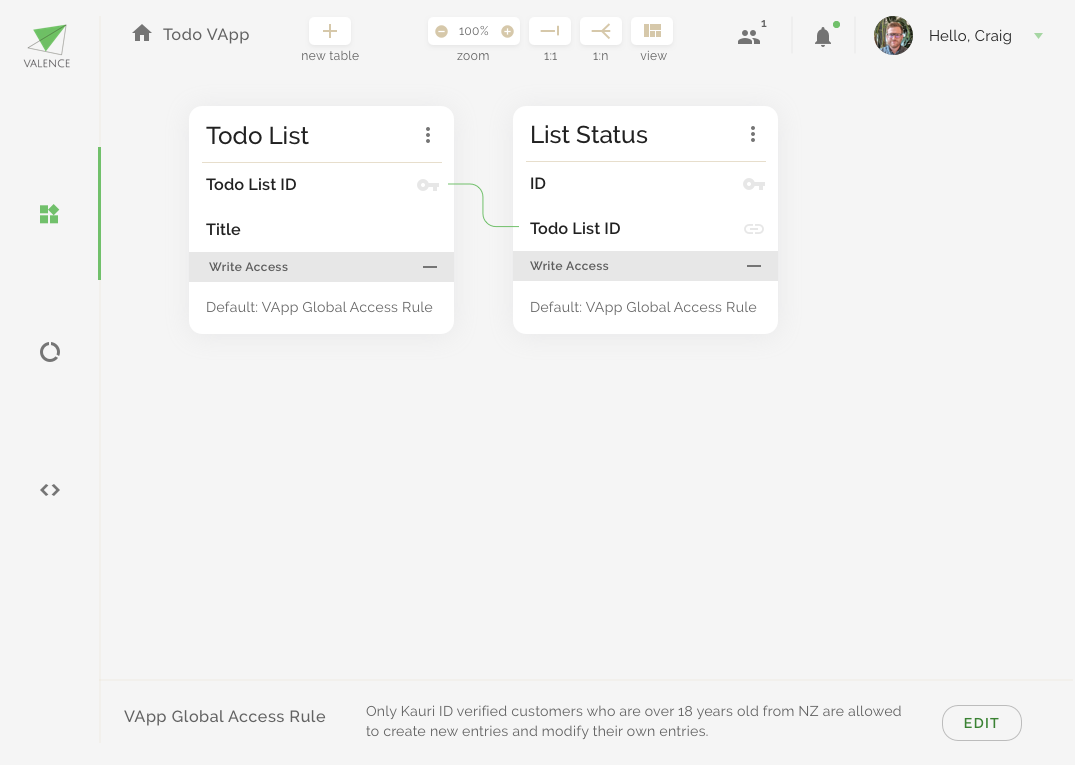 VALENCE
Todo VApp
new table
100%
zoom
1:1
1:n
view
1
Hello, Craig
Todo List
Todo List ID
Title
Write Access
Default: VApp Global Access Rule
List Status
ID
Todo List ID
Write Access
Default: VApp Global Access Rule
VApp Global Access Rule
Only Kauri ID verified customers who are over 18 years old from NZ are allowed
to create new entries and modify their own entries.
EDIT